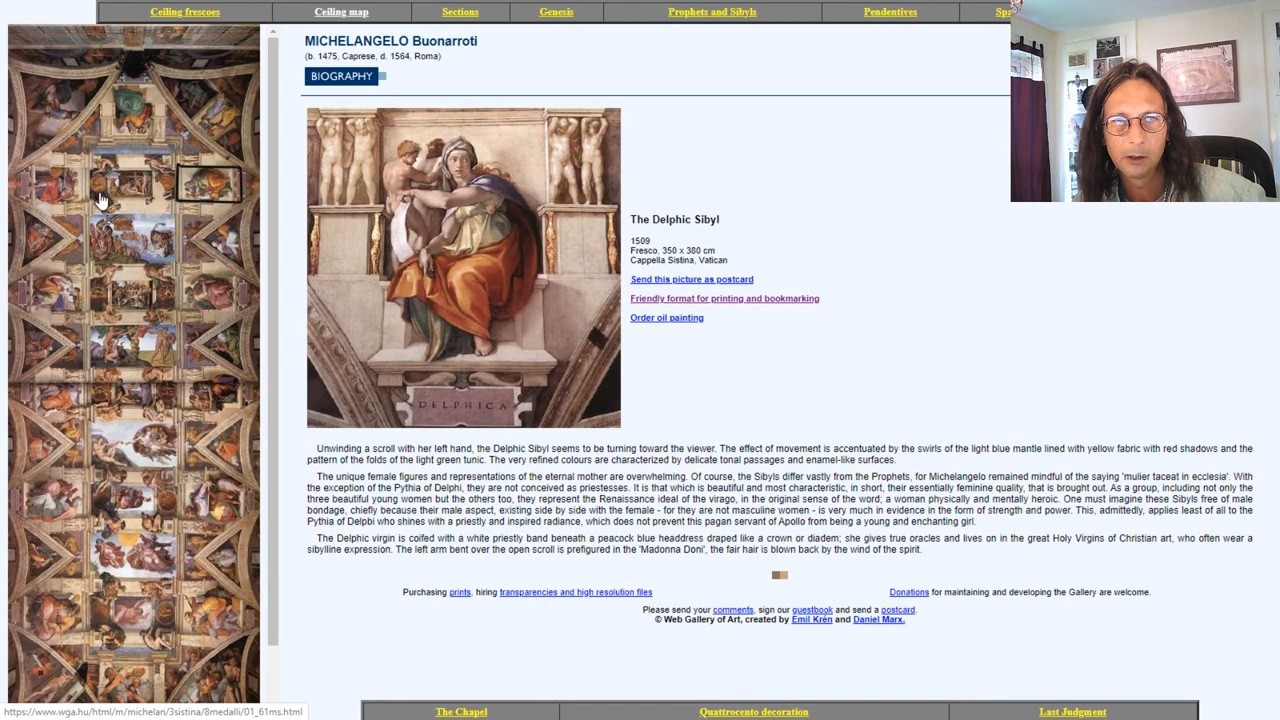 Ceiling frescoes
Ceiling map
Sections
Genesis
Prophets and Sibyls
Pendentives
MICHELANGELO Buonarroti
(b. 1475, Caprese, d. 1564, Roma)
BIOGRAPHY
DELPHICA
The Delphic Sibyl
1509
Fresco, 350 x 380 cm
Cappella Sistina, Vatican
Send this picture as postcard
Friendly format for printing and bookmarking
Order oil painting
Unwinding a scroll with her left hand, the Delphic Sibyl seems to be turning toward the viewer. The effect of movement is accentuated by the swirls of the light blue mantle lined with yellow fabric with red shadows and the
pattern of the folds of the light green tunic. The very refined colours are characterized by delicate tonal passages and enamel-like surfaces.
The unique female figures and representations of the eternal mother are overwhelming. Of course, the Sibyls differ vastly from the Prophets, for Michelangelo remained mindful of the saying 'mulier taceat in ecclesia'. With
the exception of the Pythia of Delphi, they are not conceived as priestesses. It is that which is beautiful and most characteristic, in short, their essentially feminine quality, that is brought out. As a group, including not only the
three beautiful young women but the others too, they represent the Renaissance ideal of the virago, in the original sense of the word; a woman physically and mentally heroic. One must imagine these Sibyls free of male
bondage, chiefly because their male aspect, existing side by side with the female - for they are not masculine women - is very much in evidence in the form of strength and power. This, admittedly, applies least of all to the
Pythia of Delpbi who shines with a priestly and inspired radiance, which does not prevent this pagan servant of Apollo from being a young and enchanting girl.
The Delphic virgin is coifed with a white priestly band beneath a peacock blue headdress draped like a crown or diadem; she gives true oracles and lives on in the great Holy Virgins of Christian art, who often wear a
sibylline expression. The left arm bent over the open scroll is prefigured in the 'Madonna Doni', the fair hair is blown back by the wind of the spirit.
Purchasing prints, hiring transparencies and high resolution files
Donations for maintaining and developing the Gallery are welcome.
Please send your comments, sign our guestbook and send a postcard.
© Web Gallery of Art, created by Emil Krén and Daniel Marx.
The Chapel
Quattrocento decoration
Last Judgment
https://www.wga.hu/html/m/michelan/3sistina/8medalli/01_61ms.html